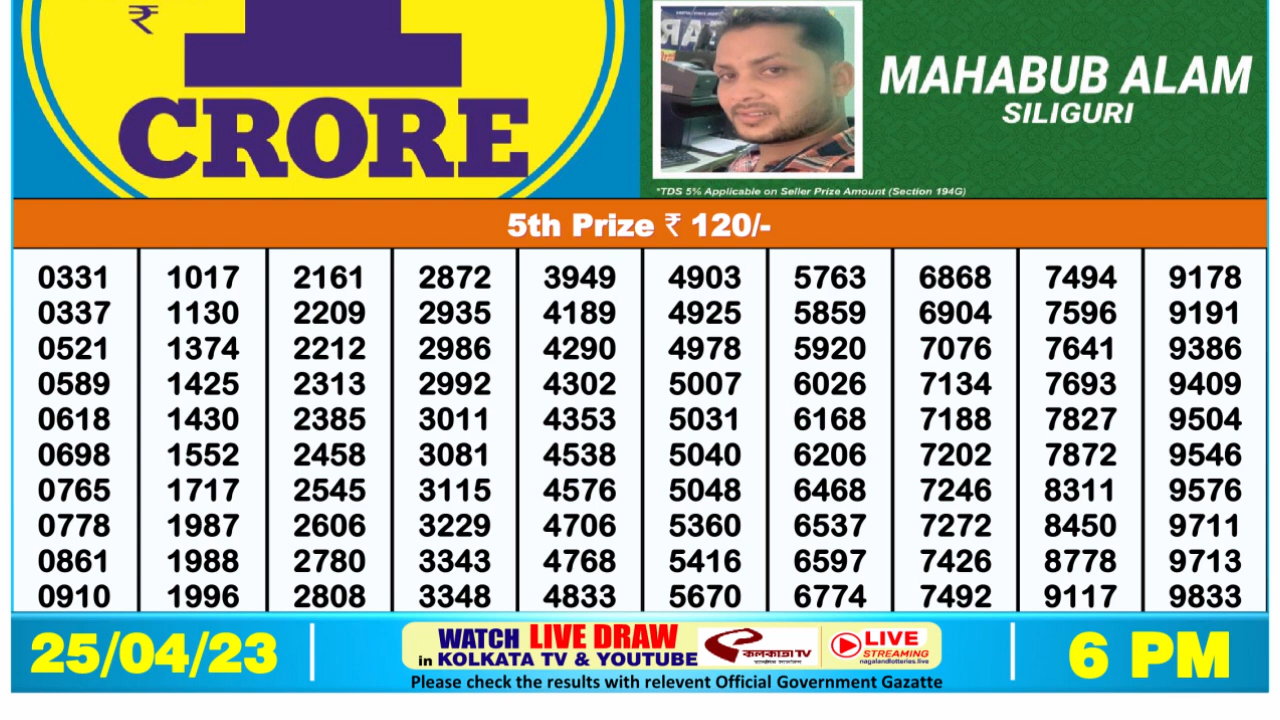 ₹
1
CRORE
MAHABUB ALAM
SILIGURI
*TDS 5% Applicable on Seller Prize Amount (Section 194G)
5th Prize ₹ 120/-
0331 1017 2161 2872 3949 4903 5763 6868 7494 9178
0337 1130 2209 2935 4189 4925 5859 6904 7596 9191
0521 1374 2212 2986 4290 4978 5920 7076 7641 9386
0589 1425 2313 2992 4302 5007 6026 7134 7693 9409
0618 1430 2385 3011 4353 5031 6168 7188 7827 9504
0698 1552 2458 3081 4538 5040 6206 7202 7872 9546
0765 1717 2545 3115 4576 5048 6468 7246 8311 9576
0778 1987 2606 3229 4706 5360 6537 7272 8450 9711
0861 1988 2780 3343 4768 5416 6597 7426 8778 9713
0910 1996 2808 3348 4833 5670 6774 7492 9117 9833
25/04/23
WATCH LIVE DRAW
in KOLKATA TV & YOUTUBE
কলকাতা TV
LIVE
STREAMING
nagalandlotteries.live
Please check the results with relevent Official Government Gazatte
6 PM